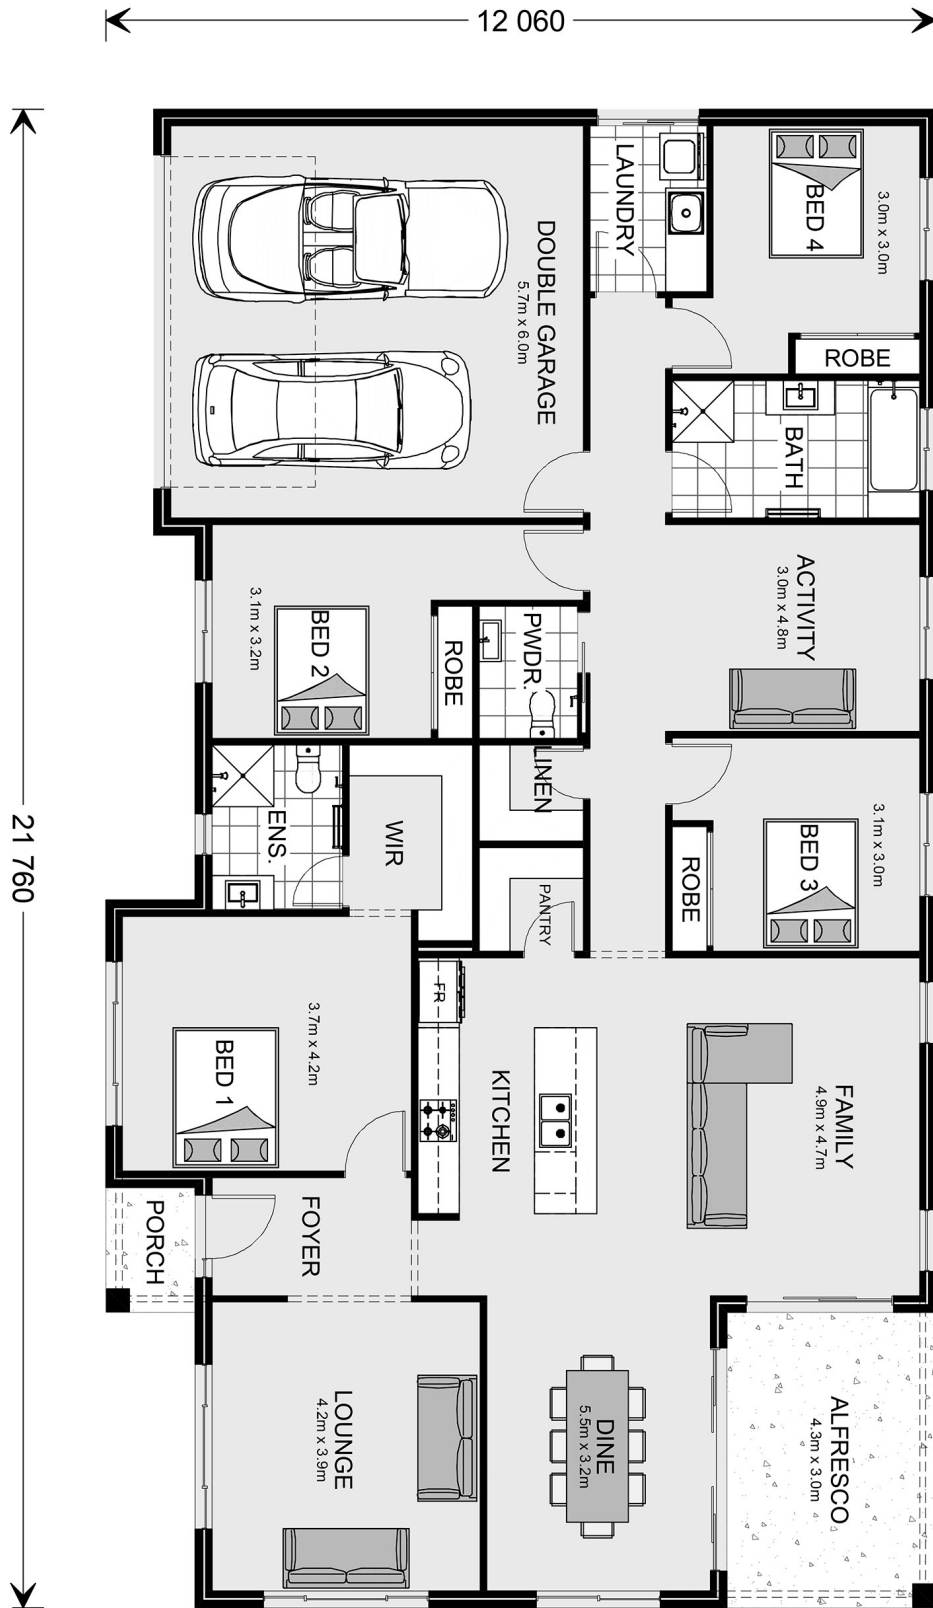 12 060
21 760
LAUNDRY
BED 4
3.0m x 3.0m
ROBE
DOUBLE GARAGE
5.7m x 6.0m
BATH
ACTIVITY
3.0m x 4.8m
BED 2
3.1m x 3.2m
ROBE
PWDR.
LINEN
ENS.
WIR
BED 3
3.1m x 3.0m
ROBE
PANTRY
FR
BED 1
3.7m x 4.2m
KITCHEN
FAMILY
4.9m x 4.7m
PORCH
FOYER
LOUNGE
4.2m x 3.9m
DINE
5.5m x 3.2m
ALFRESCO
4.3m x 3.0m